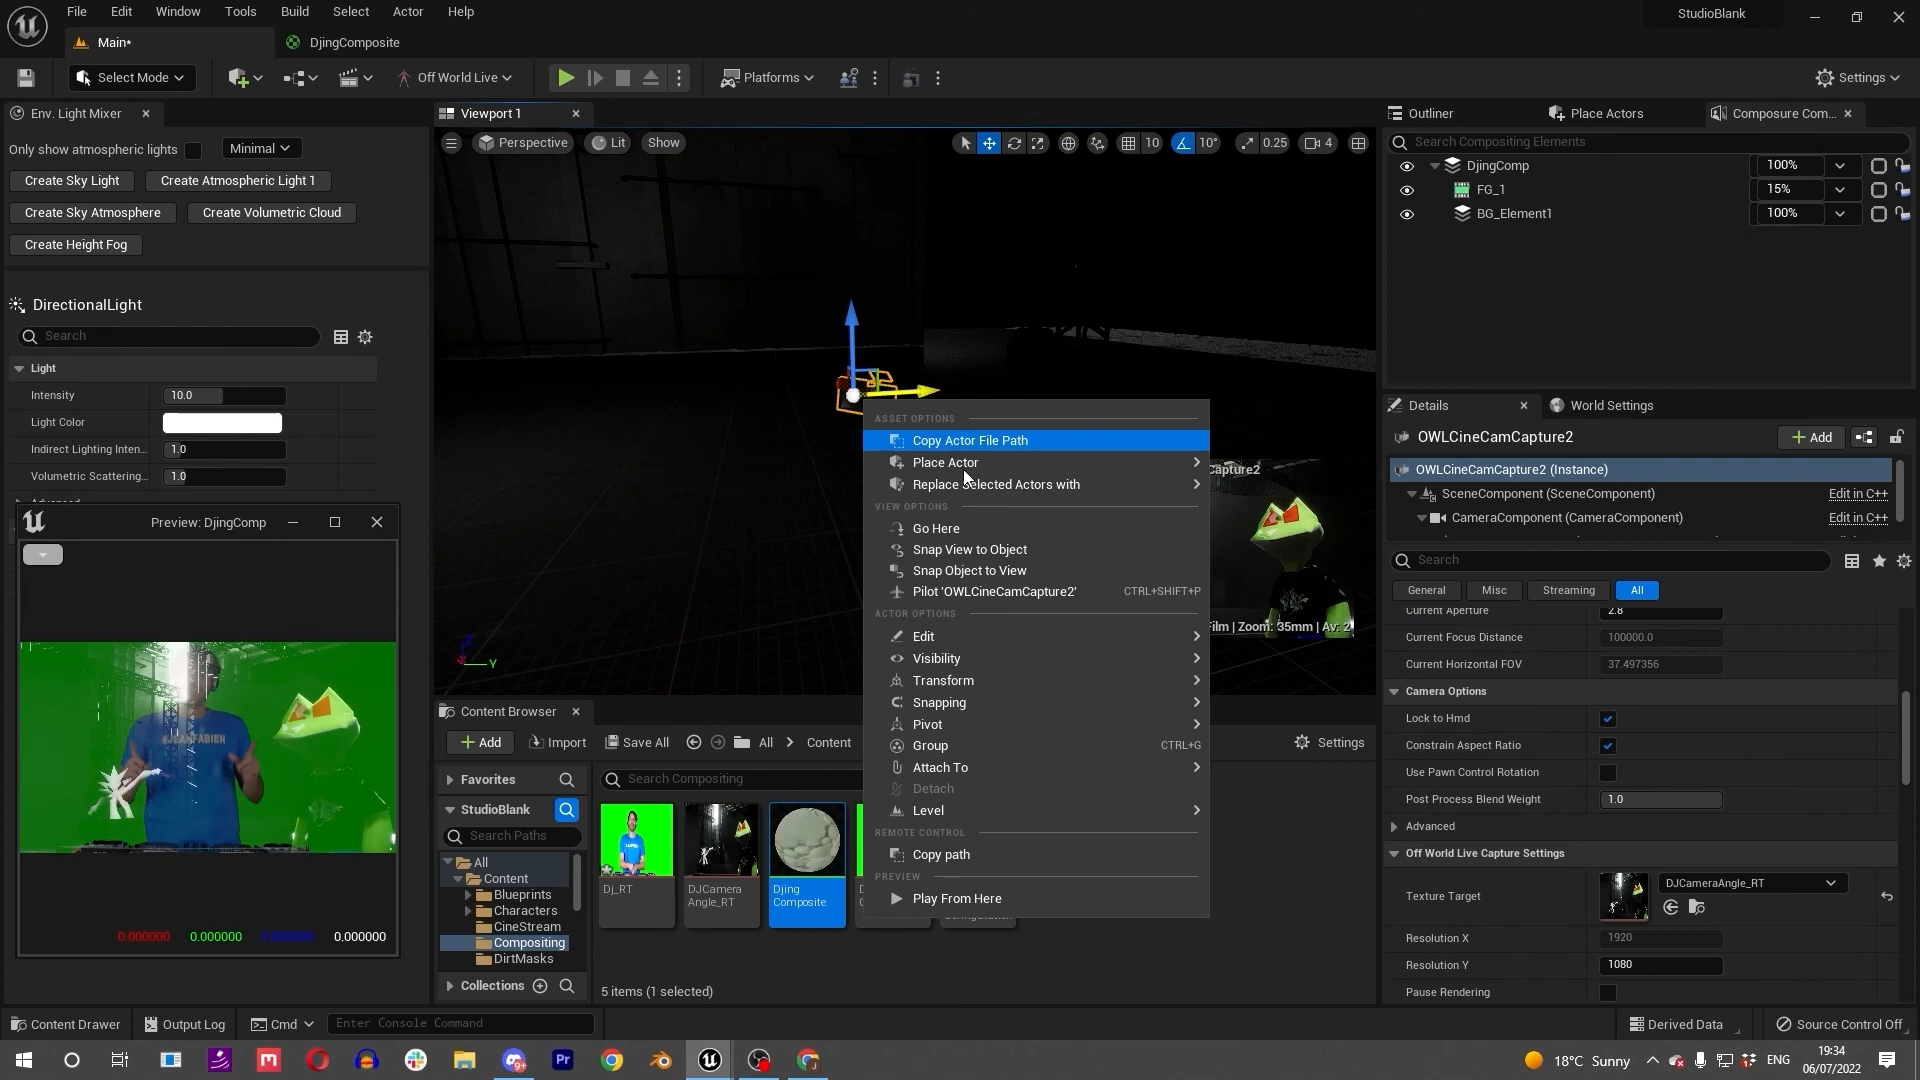 File Edit Window Tools Build Select Actor Help
StudioBlank
Main*
DjingComposite
Select Mode
Off World Live
Platforms
Settings
Env. Light Mixer
Only show atmospheric lights
Minimal
Create Sky Light
Create Atmospheric Light 1
Create Sky Atmosphere
Create Volumetric Cloud
Create Height Fog
DirectionalLight
Search
Light
Intensity 10.0
Light Color
Indirect Lighting Inten... 1.0
Volumetric Scattering... 1.0
Preview: DjingComp
0.000000 0.000000 0.000000 0.000000
Viewport 1
Perspective
Lit
Show
10
10°
0.25
4
Z
Y
Capture2
Film | Zoom: 35mm | Av: 2
ASSET OPTIONS
Copy Actor File Path
Place Actor
Replace Selected Actors with
VIEW OPTIONS
Go Here
Snap View to Object
Snap Object to View
Pilot 'OWLCineCamCapture2' CTRL+SHIFT+P
ACTOR OPTIONS
Edit
Visibility
Transform
Snapping
Pivot
Group CTRL+G
Attach To
Detach
Level
REMOTE CONTROL
Copy path
PREVIEW
Play From Here
Content Browser
Add
Import
Save All
All
Content
Settings
Favorites
StudioBlank
Search Paths
All
Content
Blueprints
Characters
CineStream
Compositing
DirtMasks
Collections
Search Compositing
Dj_RT
DJCamera
Angle_RT
Djing
Composite
5 items (1 selected)
Outliner
Place Actors
Composure Com...
Search Compositing Elements
DjingComp 100%
FG_1 15%
BG_Element1 100%
Details
World Settings
OWLCineCamCapture2
Add
OWLCineCamCapture2 (Instance)
SceneComponent (SceneComponent) Edit in C++
CameraComponent (CameraComponent) Edit in C++
Search
General
Misc
Streaming
All
Current Aperture 2.8
Current Focus Distance 100000.0
Current Horizontal FOV 37.497356
Camera Options
Lock to Hmd
Constrain Aspect Ratio
Use Pawn Control Rotation
Post Process Blend Weight 1.0
Advanced
Off World Live Capture Settings
Texture Target
DJCameraAngle_RT
Resolution X 1920
Resolution Y 1080
Pause Rendering
Content Drawer
Output Log
Cmd
Enter Console Command
Derived Data
Source Control Off
18°C Sunny
ENG
19:34
06/07/2022